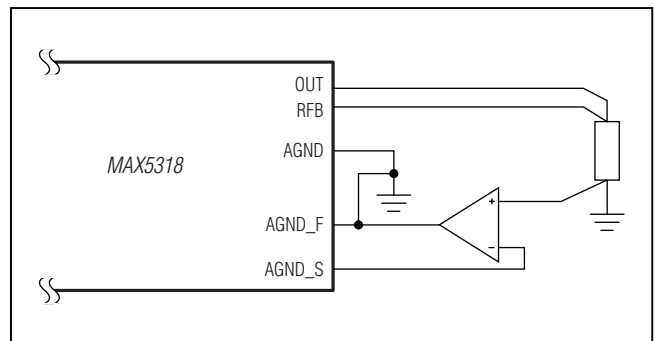 OUT
RFB
AGND
MAX5318
AGND_F
AGND_S
+
−